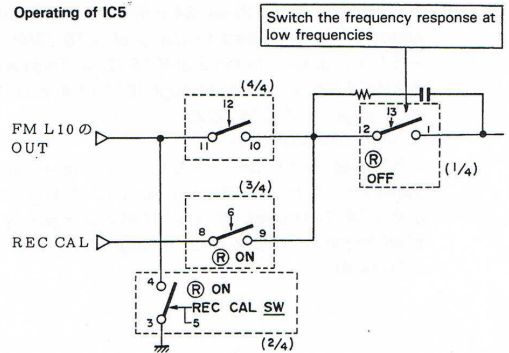 Operating of IC5
Switch the frequency response at
low frequencies
(4/4)
12
FM L10の
OUT
11
10
13
2
1
Ⓡ
OFF
(1/4)
(3/4)
6
REC CAL
8
9
Ⓡ ON
4
Ⓡ ON
REC CAL SW
3
5
(2/4)